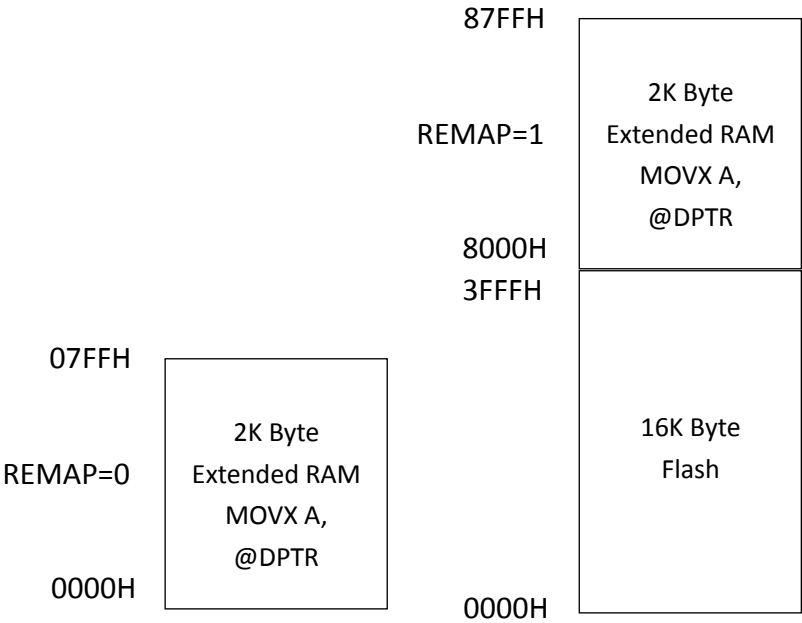 87FFH
2K Byte
Extended RAM
MOVX A,
@DPTR
REMAP=1
8000H
3FFFH
16K Byte
Flash
0000H
07FFH
2K Byte
Extended RAM
MOVX A,
@DPTR
REMAP=0
0000H